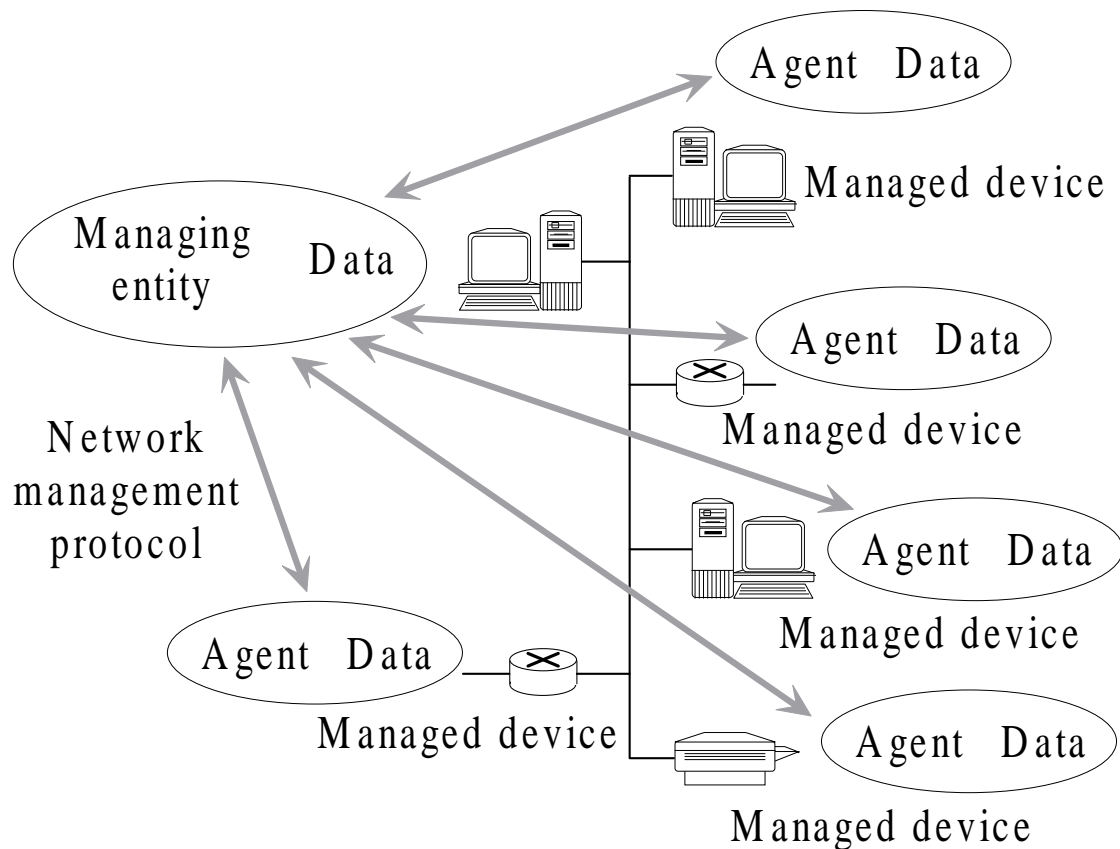 Agent Data
Managed device
Managing
entity
Data
Agent Data
Managed device
Network
management
protocol
Agent Data
Managed device
Agent Data
Managed device
Agent Data
Managed device